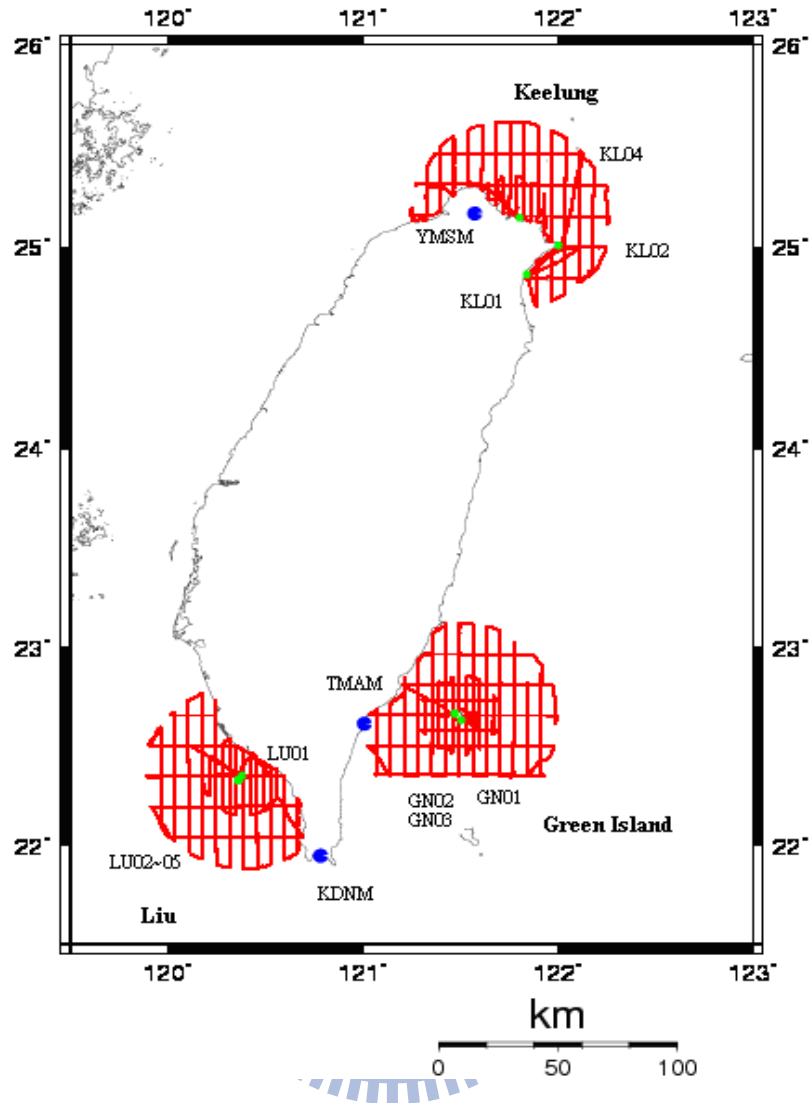 120° 121° 122° 123°
26° 26°
Keelung
KL04
YMSM
25° 25°
KL02
KL01
24° 24°
23° 23°
TMAM
LU01
GN02 GN01
GN03
Green Island
22° 22°
LU02~05
KDNM
Liu
120° 121° 122° 123°
km
0 50 100